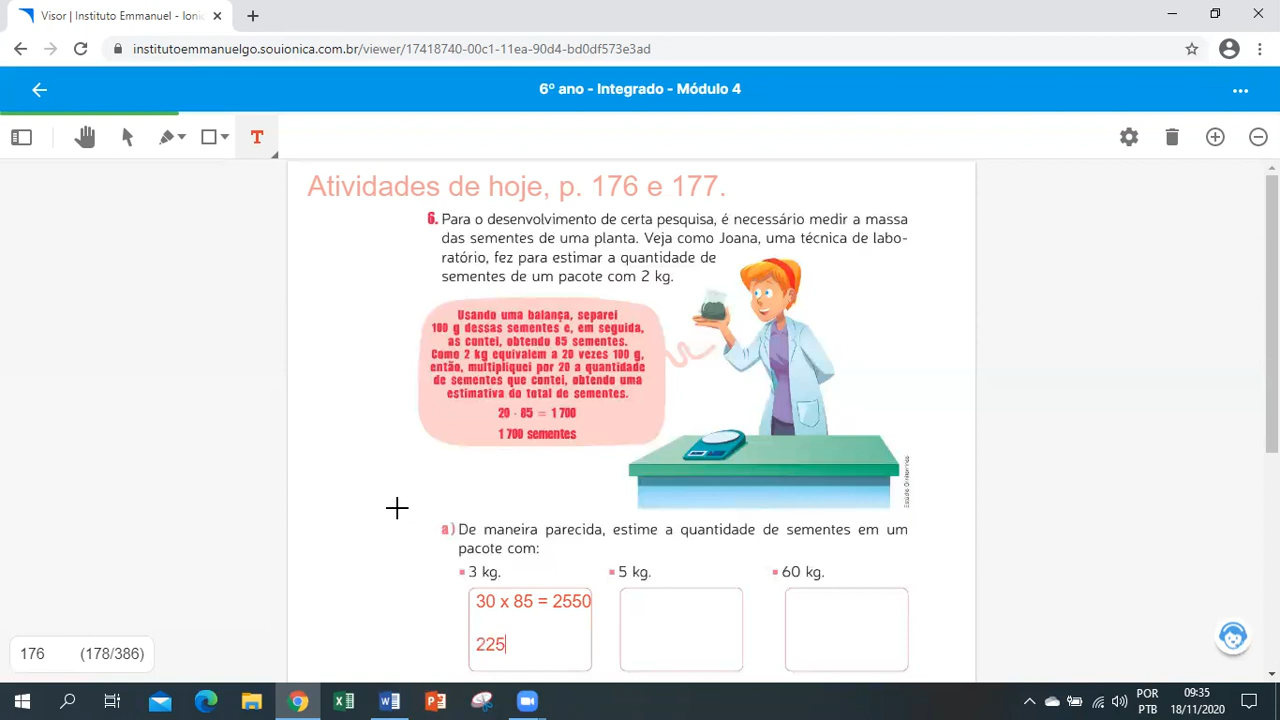 Visor | Instituto Emmanuel - Ioni
institutoemmanuelgo.souionica.com.br/viewer/17418740-00c1-11ea-90d4-bd0df573e3ad
6º ano - Integrado - Módulo 4
T
Atividades de hoje, p. 176 e 177.
6. Para o desenvolvimento de certa pesquisa, é necessário medir a massa
das sementes de uma planta. Veja como Joana, uma técnica de labo-
ratório, fez para estimar a quantidade de
sementes de um pacote com 2 kg.
Usando uma balança, separei
100 g dessas sementes e, em seguida,
as contei, obtendo 85 sementes.
Como 2 kg equivalem a 20 vezes 100 g,
então, multipliquei por 20 a quantidade
de sementes que contei, obtendo uma
estimativa do total de sementes.
20 · 85 = 1 700
1 700 sementes
a) De maneira parecida, estime a quantidade de sementes em um
pacote com:
3 kg.
5 kg.
60 kg.
30 x 85 = 2550
225
176 (178/386)
POR
PTB
09:35
18/11/2020